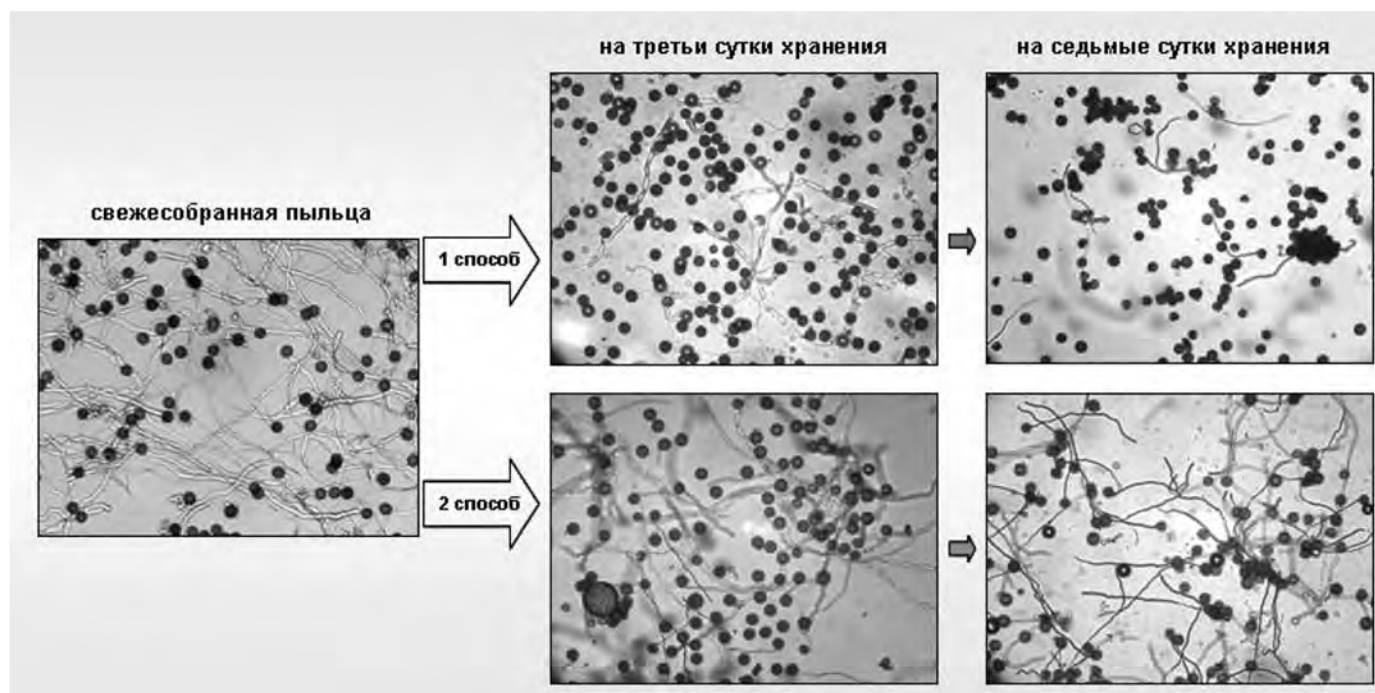 на третьи сутки хранения
на седьмые сутки хранения
свежесобранная пыльца
1 способ
2 способ